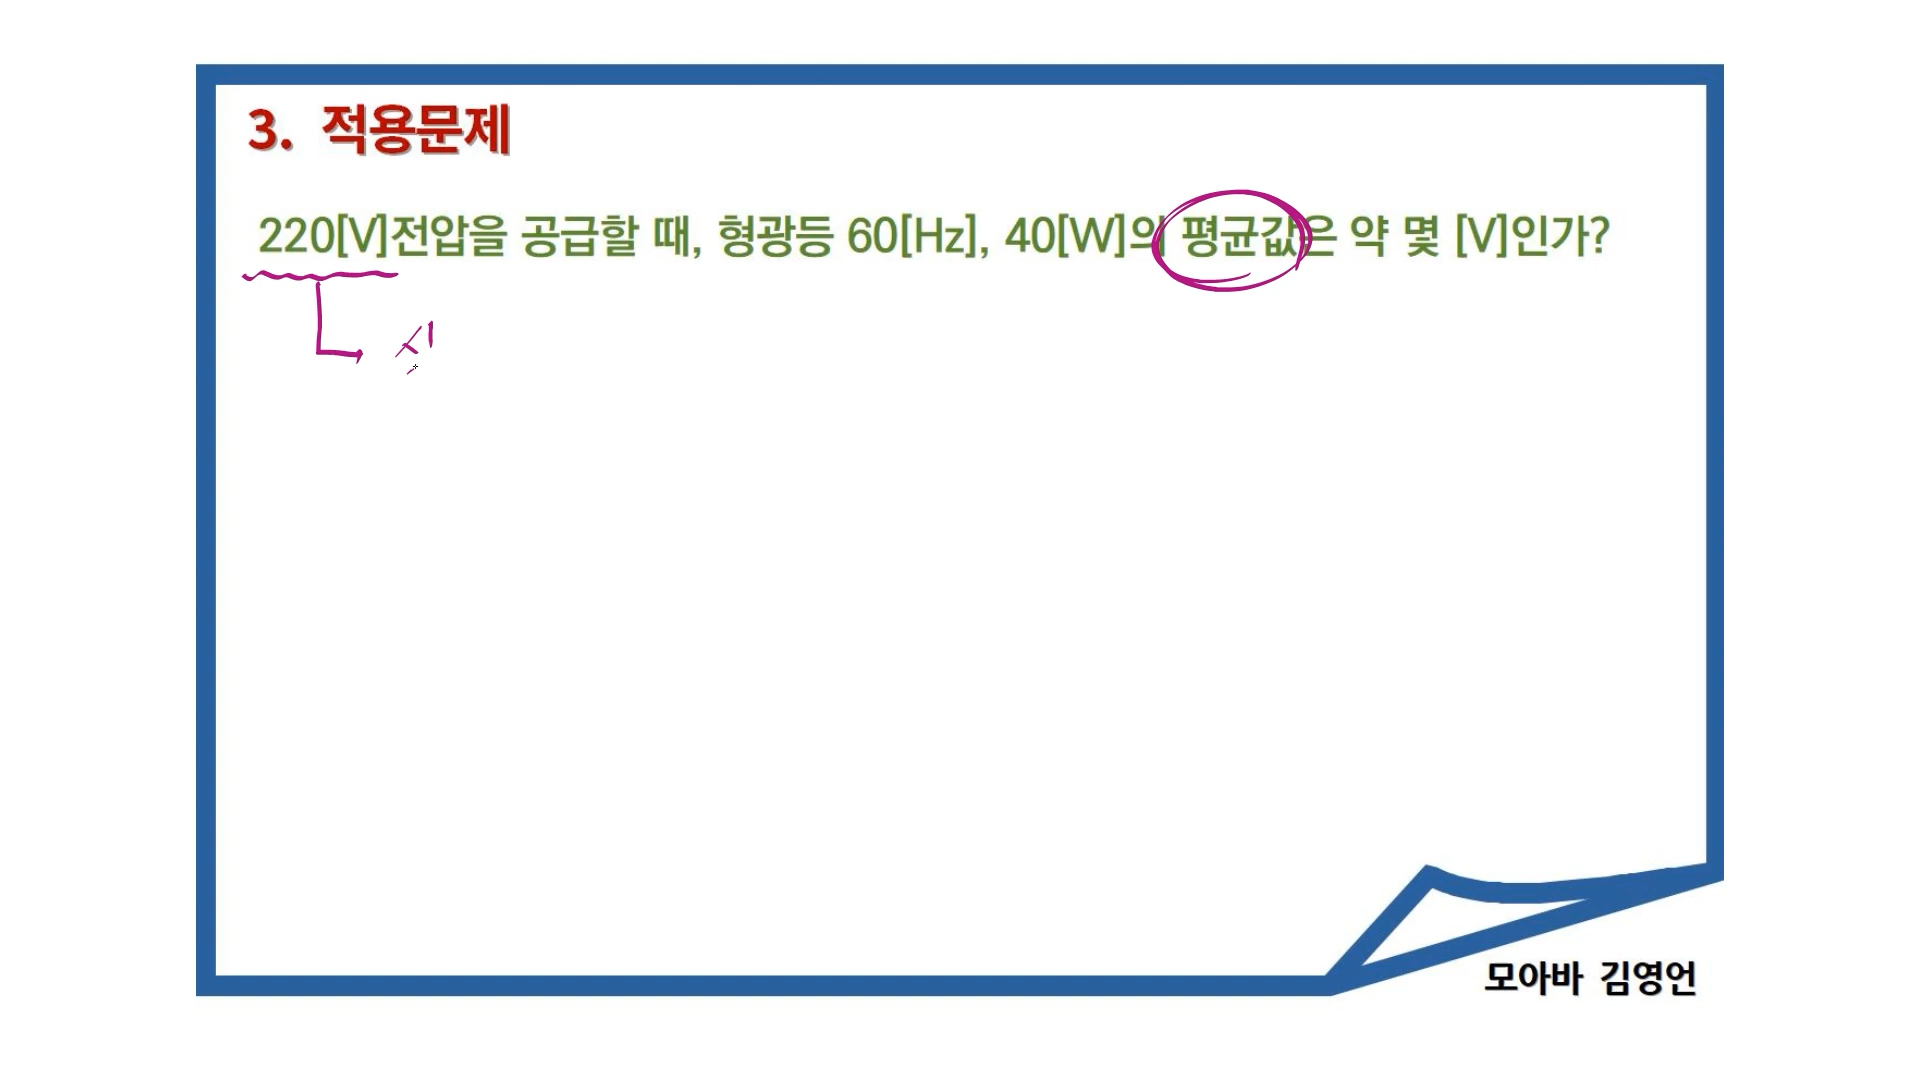 3. 적용문제
220[V]전압을 공급할 때, 형광등 60[Hz], 40[W]의 평균값은 약 몇 [V]인가?
모아바 김영언